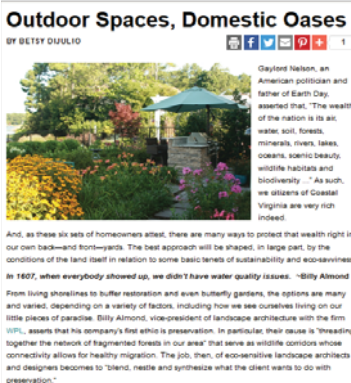 Outdoor Spaces, Domestic Oases
BY BETSY DIJULIO
1
Gaylord Nelson, an
American politician and
father of Earth Day,
asserted that, "The wealth
of the nation is its air,
water, soil, forests,
minerals, rivers, lakes,
oceans, scenic beauty,
wildlife habitats and
biodiversity ..." As such,
we citizens of Coastal
Virginia are very rich
indeed.
And, as these six sets of homeowners attest, there are many ways to protect that wealth right in
our own back—and front—yards. The best approach will be shaped, in large part, by the
conditions of the land itself in relation to some basic tenets of sustainability and eco-savviness.
In 1607, when everybody showed up, we didn't have water quality issues. ~Billy Almond
From living shorelines to buffer restoration and even butterfly gardens, the options are many
and varied, depending on a variety of factors, including how we see ourselves living on our
little pieces of paradise. Billy Almond, vice-president of landscape architecture with the firm
WPL, asserts that his company's first ethic is preservation. In particular, their cause is "threading
together the network of fragmented forests in our area" that serve as wildlife corridors whose
connectivity allows for healthy migration. The job, then, of eco-sensitive landscape architects
and designers becomes to "blend, nestle and synthesize what the client wants to do with
preservation."